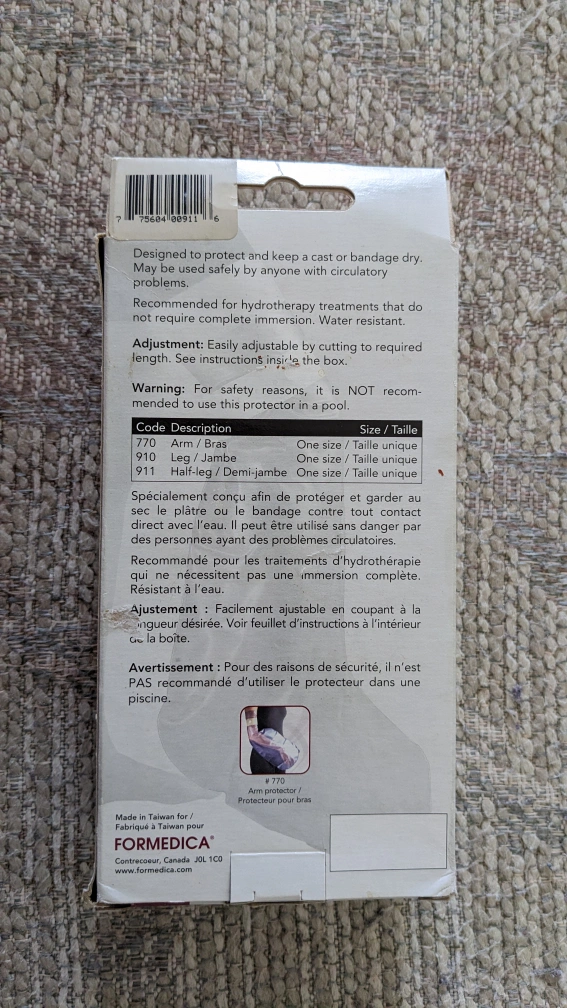 7 75604 00911 6
Designed to protect and keep a cast or bandage dry.
May be used safely by anyone with circulatory
problems.
Recommended for hydrotherapy treatments that do
not require complete immersion. Water resistant.
Adjustment: Easily adjustable by cutting to required
length. See instructions inside the box.
Warning: For safety reasons, it is NOT recom-
mended to use this protector in a pool.
Code Description Size / Taille
770 Arm / Bras One size / Taille unique
910 Leg / Jambe One size / Taille unique
911 Half-leg / Demi-jambe One size / Taille unique
Spécialement conçu afin de protéger et garder au
sec le plâtre ou le bandage contre tout contact
direct avec l'eau. Il peut être utilisé sans danger par
des personnes ayant des problèmes circulatoires.
Recommandé pour les traitements d'hydrothérapie
qui ne nécessitent pas une immersion complète.
Résistant à l'eau.
Ajustement : Facilement ajustable en coupant à la
longueur désirée. Voir feuillet d'instructions à l'intérieur
de la boîte.
Avertissement : Pour des raisons de sécurité, il n'est
PAS recommandé d'utiliser le protecteur dans une
piscine.
# 770
Arm protector /
Protecteur pour bras
Made in Taiwan for /
Fabriqué à Taiwan pour
FORMEDICA®
Contrecoeur, Canada J0L 1C0
www.formedica.com